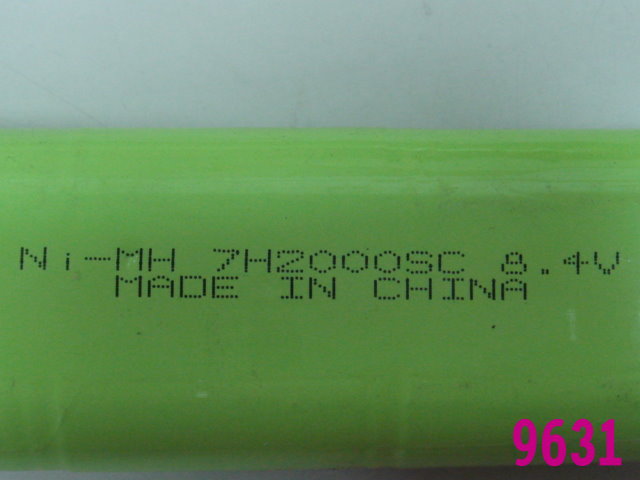 Ni-MH 7H2000SC 8.4V
MADE IN CHINA
9631